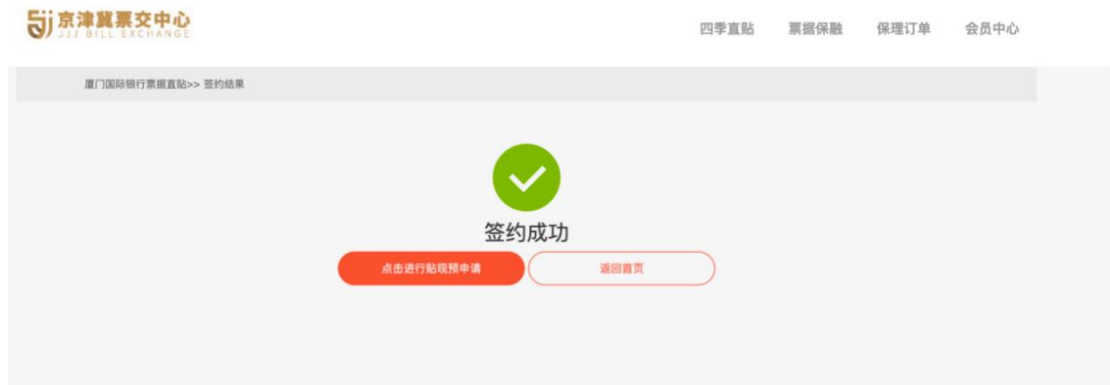 京津冀票交中心
JJJ BILL EXCHANGE
四季直贴 票据保融 保理订单 会员中心
厦门国际银行票据直贴>> 签约结果
签约成功
点击进行贴现预申请 返回首页